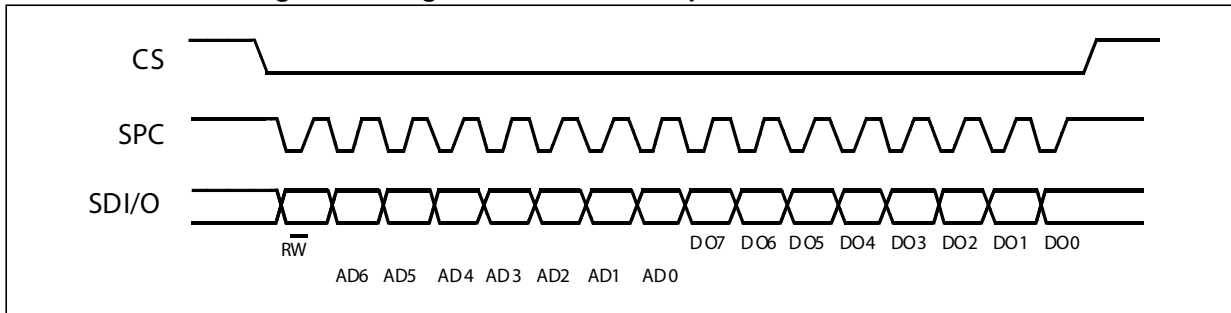 CS
SPC
SDI/O
RW
DO7 DO6 DO5 DO4 DO3 DO2 DO1 DO0
AD6 AD5 AD4 AD3 AD2 AD1 AD0